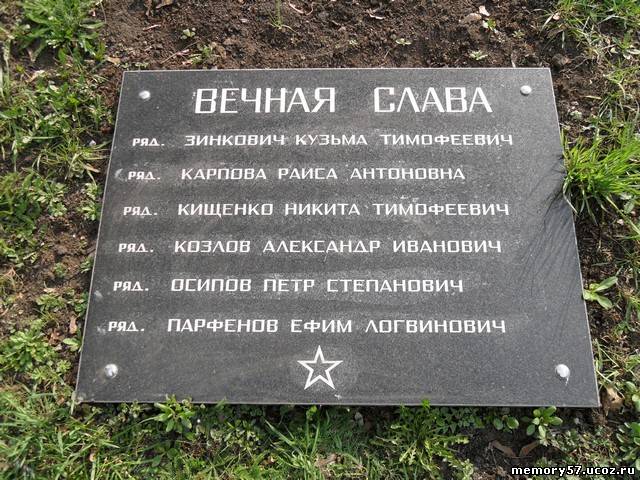 ВЕЧНАЯ СЛАВА
РЯД. ЗИНКОВИЧ КУЗЬМА ТИМОФЕЕВИЧ
РЯД. КАРПОВА РАИСА АНТОНОВНА
РЯД. КИЩЕНКО НИКИТА ТИМОФЕЕВИЧ
РЯД. КОЗЛОВ АЛЕКСАНДР ИВАНОВИЧ
РЯД. ОСИПОВ ПЕТР СТЕПАНОВИЧ
РЯД. ПАРФЕНОВ ЕФИМ ЛОГВИНОВИЧ
memory57.ucoz.ru